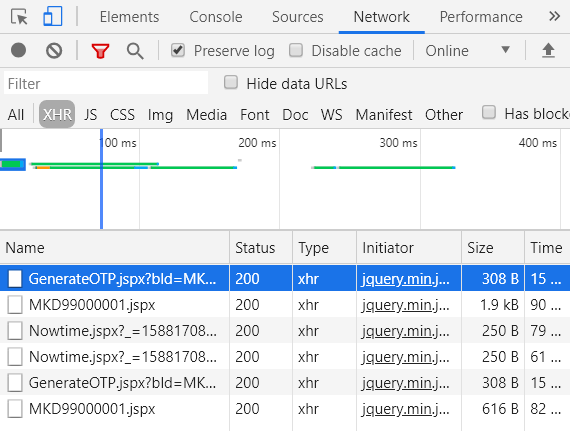 Elements Console Sources Network Performance »
Preserve log Disable cache Online
Filter Hide data URLs
All XHR JS CSS Img Media Font Doc WS Manifest Other Has blocke
100 ms 200 ms 300 ms 400 ms
Name Status Type Initiator Size Time
GenerateOTP.jspx?bld=MK... 200 xhr jquery.min.j... 308 B 15 ...
MKD99000001.jspx 200 xhr jquery.min.j... 1.9 kB 90 ...
Nowtime.jspx?_=15881708... 200 xhr jquery.min.j... 250 B 79 ...
Nowtime.jspx?_=15881708... 200 xhr jquery.min.j... 250 B 61 ...
GenerateOTP.jspx?bld=MK... 200 xhr jquery.min.j... 308 B 15 ...
MKD99000001.jspx 200 xhr jquery.min.j... 616 B 82 ...